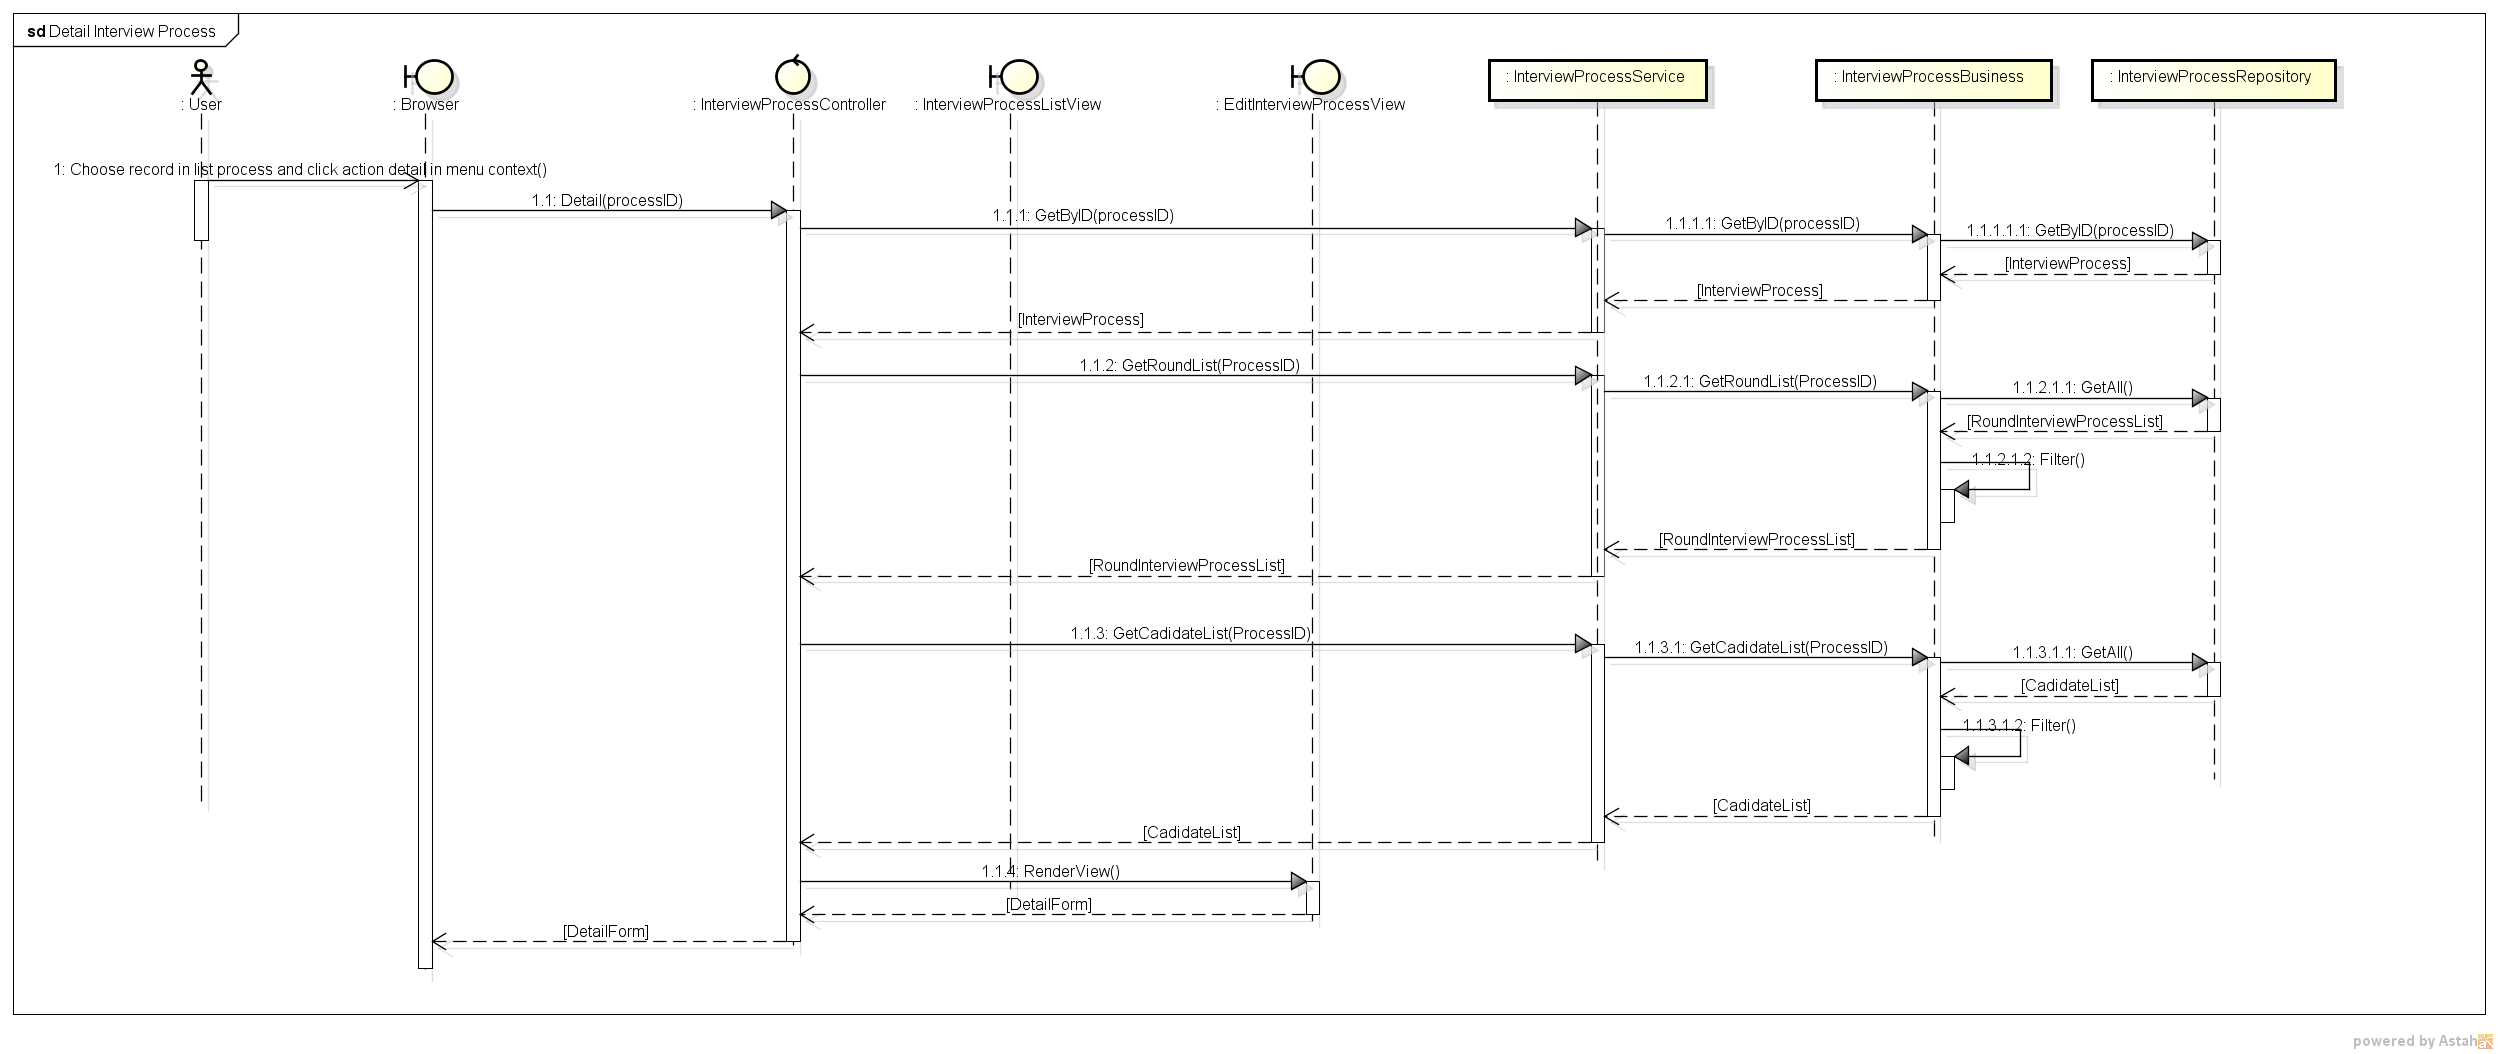 sd Detail Interview Process
: User
: Browser
: InterviewProcessController
: InterviewProcessListView
: EditInterviewProcessView
: InterviewProcessService
: InterviewProcessBusiness
: InterviewProcessRepository
1: Choose record in list process and click action detail in menu context()
1.1: Detail(processID)
1.1.1: GetByID(processID)
1.1.1.1: GetByID(processID)
1.1.1.1.1: GetByID(processID)
[InterviewProcess]
[InterviewProcess]
[InterviewProcess]
1.1.2: GetRoundList(ProcessID)
1.1.2.1: GetRoundList(ProcessID)
1.1.2.1.1: GetAll()
[RoundInterviewProcessList]
1.1.2.1.2: Filter()
[RoundInterviewProcessList]
[RoundInterviewProcessList]
1.1.3: GetCadidateList(ProcessID)
1.1.3.1: GetCadidateList(ProcessID)
1.1.3.1.1: GetAll()
[CadidateList]
1.1.3.1.2: Filter()
[CadidateList]
[CadidateList]
1.1.4: RenderView()
[DetailForm]
[DetailForm]
powered by Astah